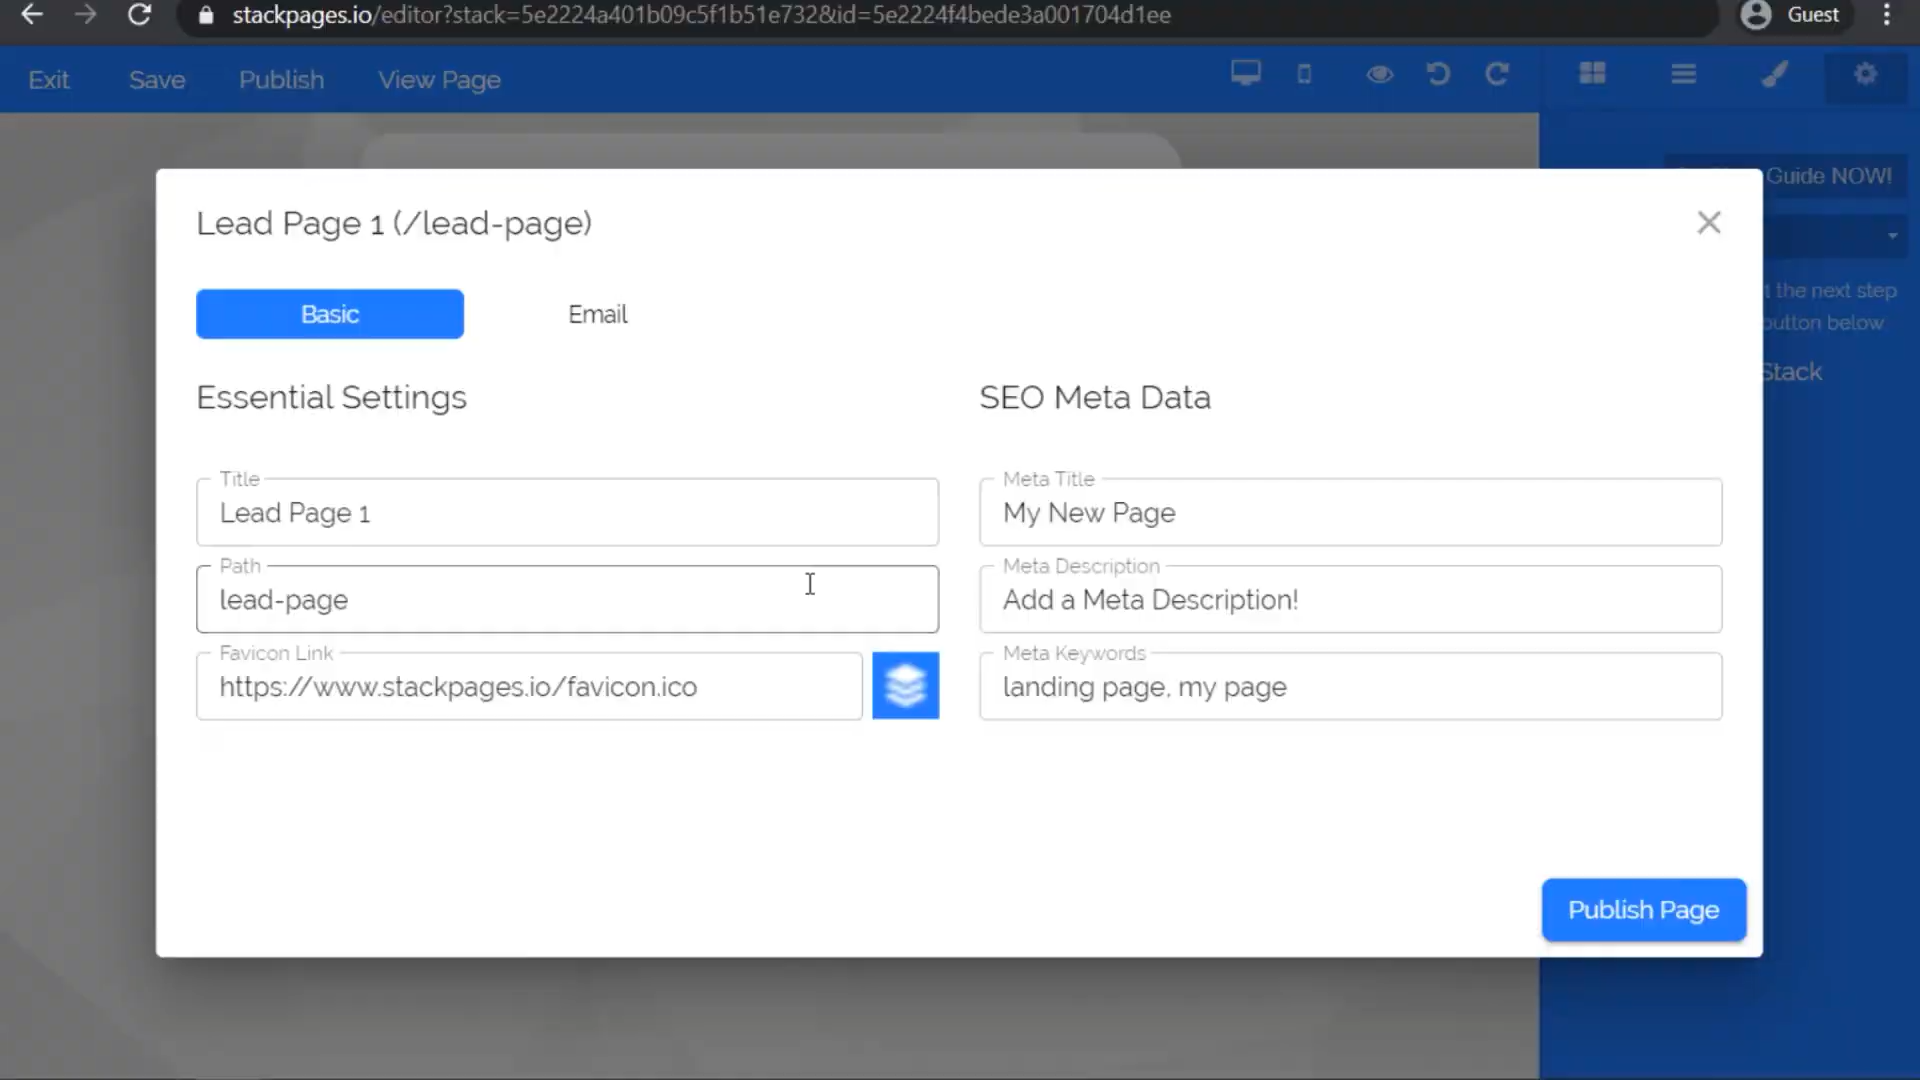 stackpages.io/editor?stack=5e2224a401b09c5f1b51e732&id=5e2224f4bede3a001704d1ee
Guest
Exit Save Publish View Page
Guide NOW!
Lead Page 1 (/lead-page)
the next step
button below
Basic Email
Stack
Essential Settings
SEO Meta Data
Title
Lead Page 1
Meta Title
My New Page
Path
lead-page
Meta Description
Add a Meta Description!
Favicon Link
https://www.stackpages.io/favicon.ico
Meta Keywords
landing page, my page
Publish Page